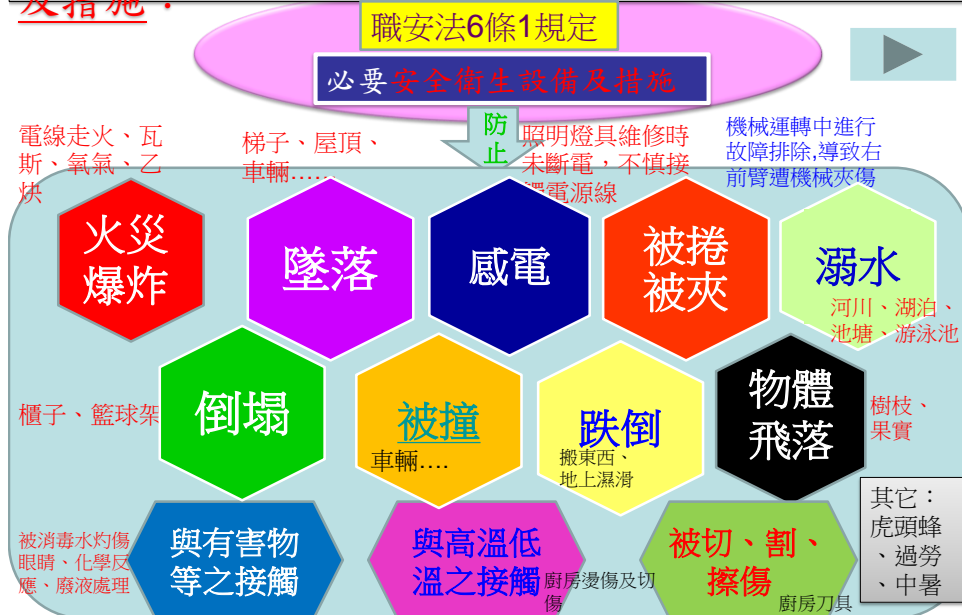 及措施：
職安法6條1規定
必要安全衛生設備及措施
防
止
電線走火、瓦
斯、氧氣、乙
炔
梯子、屋頂、
車輛.....
照明燈具維修時
未斷電，不慎接
觸電源線
機械運轉中進行
故障排除,導致右
前臂遭機械夾傷
火災
爆炸
墜落
感電
被捲
被夾
溺水
河川、湖泊、
池塘、游泳池
櫃子、籃球架
倒塌
被撞
車輛....
跌倒
搬東西、
地上濕滑
物體
飛落
樹枝、
果實
被消毒水灼傷
眼睛、化學反
應、廢液處理
與有害物
等之接觸
與高溫低
溫之接觸
廚房燙傷及切
傷
被切、割、
擦傷
廚房刀具
其它：
虎頭蜂
、過勞
、中暑